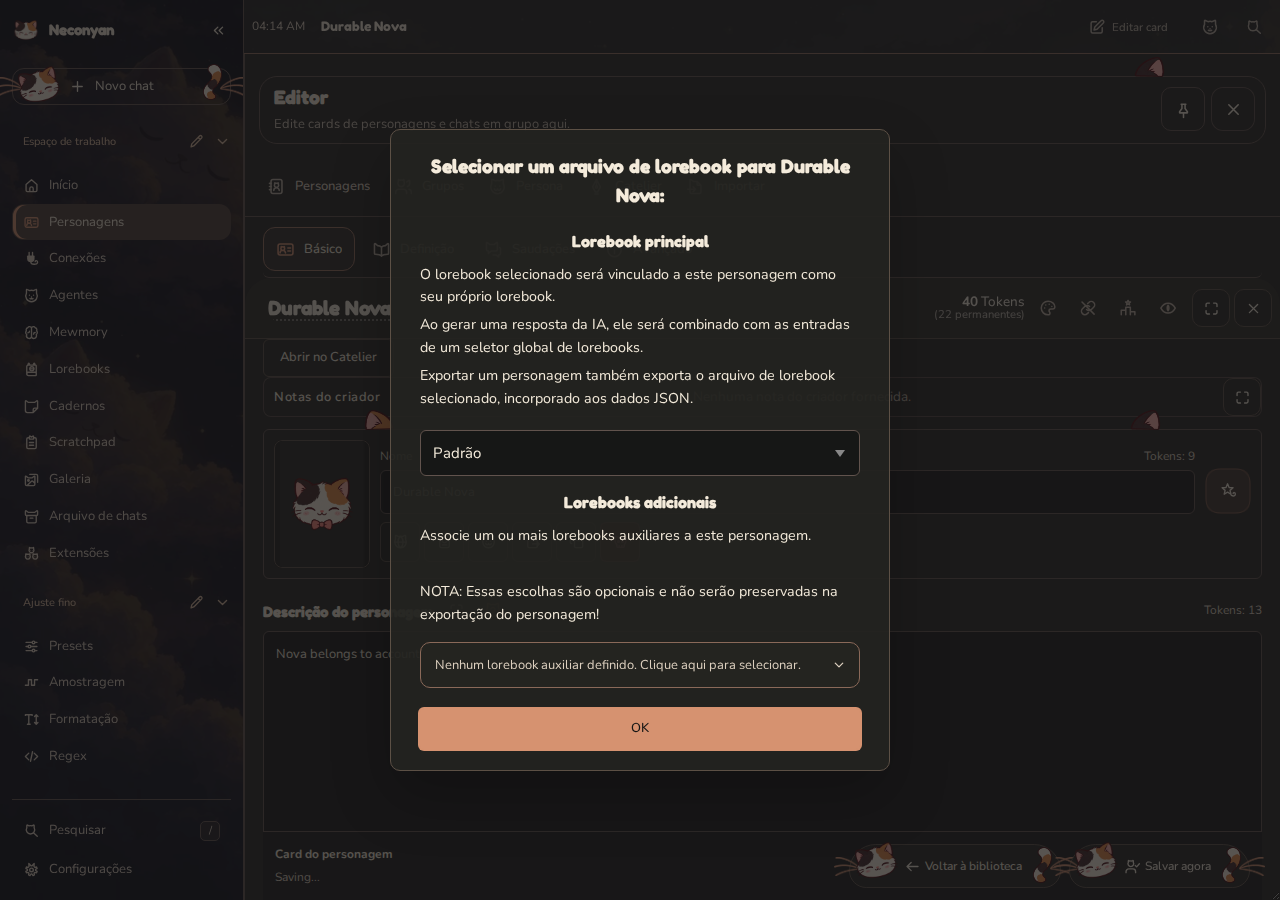 Neconyan
04:14 AM
Durable Nova
Editar card
Novo chat
Editor
Edite cards de personagens e chats em grupo aqui.
Espaço de trabalho
Início
Personagens
Conexões
Agentes
Mewmory
Lorebooks
Cadernos
Scratchpad
Galeria
Arquivo de chats
Extensões
Ajuste fino
Presets
Amostragem
Formatação
Regex
Pesquisar
/
Configurações
Personagens
Básico
Durable Nova
40 Tokens
(22 permanentes)
Abrir no Catelier
Notas do criador
Tokens: 9
Tokens: 13
Nova belongs to
Card do personagem
Saving...
Voltar à biblioteca
Salvar agora
Selecionar um arquivo de lorebook para Durable
Nova:
Lorebook principal
O lorebook selecionado será vinculado a este personagem como
seu próprio lorebook.
Ao gerar uma resposta da IA, ele será combinado com as entradas
de um seletor global de lorebooks.
Exportar um personagem também exporta o arquivo de lorebook
selecionado, incorporado aos dados JSON.
Padrão
Lorebooks adicionais
Associe um ou mais lorebooks auxiliares a este personagem.
NOTA: Essas escolhas são opcionais e não serão preservadas na
exportação do personagem!
Nenhum lorebook auxiliar definido. Clique aqui para selecionar.
OK